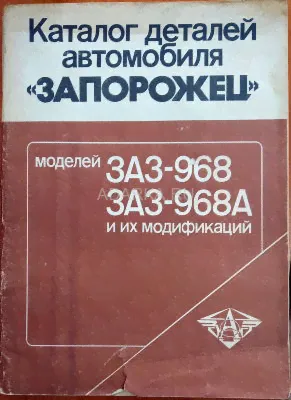 Каталог деталей
автомобиля
«ЗАПОРОЖЕЦ»
моделей ЗАЗ-968
ЗАЗ-968А
и их модификаций